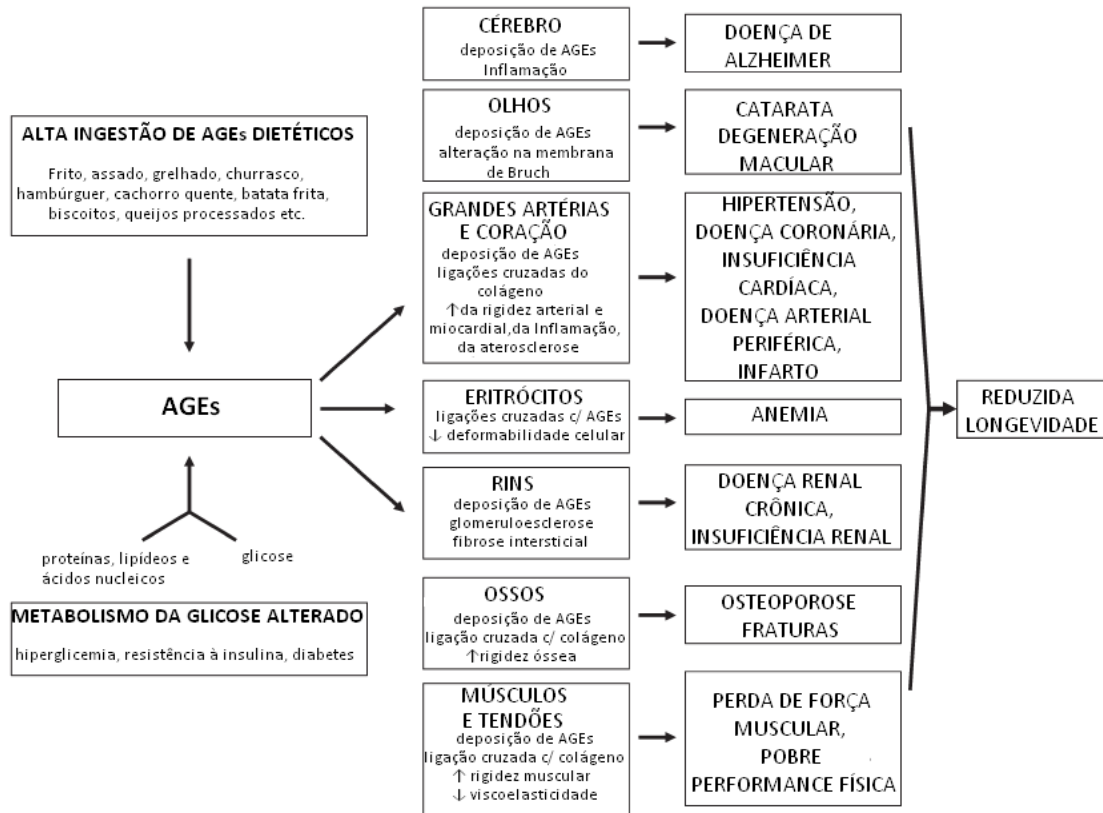 ALTA INGESTÃO DE AGEs DIETÉTICOS
Frito, assado, grelhado, churrasco,
hambúrguer, cachorro quente, batata frita,
biscoitos, queijos processados etc.
AGEs
proteínas, lipídeos e
ácidos nucleicos
glicose
METABOLISMO DA GLICOSE ALTERADO
hiperglicemia, resistência à insulina, diabetes
CÉREBRO
deposição de AGEs
Inflamação
DOENÇA DE
ALZHEIMER
OLHOS
deposição de AGEs
alteração na membrana
de Bruch
CATARATA
DEGENERAÇÃO
MACULAR
GRANDES ARTÉRIAS
E CORAÇÃO
deposição de AGEs
ligações cruzadas do
colágeno
↑da rigidez arterial e
miocardial,da Inflamação,
da aterosclerose
HIPERTENSÃO,
DOENÇA CORONÁRIA,
INSUFICIÊNCIA
CARDÍACA,
DOENÇA ARTERIAL
PERIFÉRICA,
INFARTO
ERITRÓCITOS
ligações cruzadas c/ AGEs
↓ deformabilidade celular
ANEMIA
RINS
deposição de AGEs
glomeruloesclerose
fibrose intersticial
DOENÇA RENAL
CRÔNICA,
INSUFICIÊNCIA RENAL
OSSOS
deposição de AGEs
ligação cruzada c/ colágeno
↑rigidez óssea
OSTEOPOROSE
FRATURAS
MÚSCULOS
E TENDÕES
deposição de AGEs
ligação cruzada c/ colágeno
↑ rigidez muscular
↓ viscoelasticidade
PERDA DE FORÇA
MUSCULAR,
POBRE
PERFORMANCE FÍSICA
REDUZIDA
LONGEVIDADE